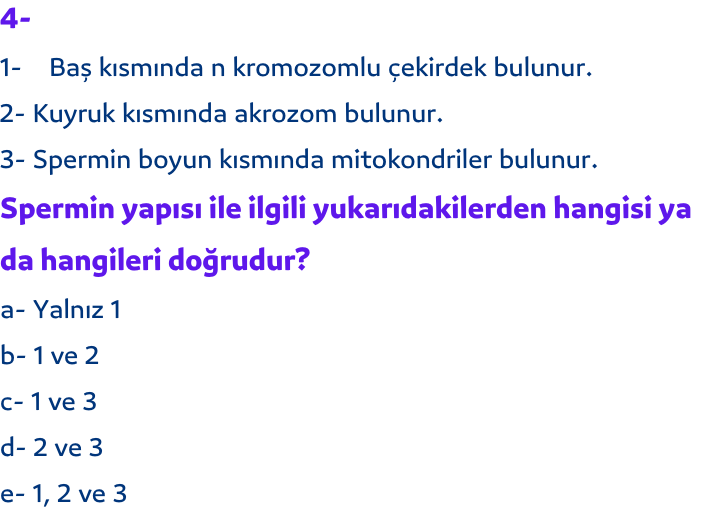 4-
1- Baş kısmında n kromozomlu çekirdek bulunur.
2- Kuyruk kısmında akrozom bulunur.
3- Spermin boyun kısmında mitokondriler bulunur.
Spermin yapısı ile ilgili yukarıdakilerden hangisi ya
da hangileri doğrudur?
a- Yalnız 1
b- 1 ve 2
c- 1 ve 3
d- 2 ve 3
e- 1, 2 ve 3